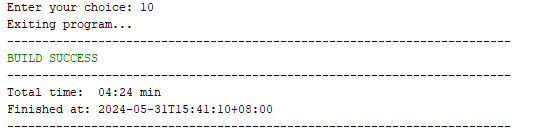 Enter your choice: 10
Exiting program...
------------------------------------------------------------------------
BUILD SUCCESS
------------------------------------------------------------------------
Total time:  04:24 min
Finished at: 2024-05-31T15:41:10+08:00
------------------------------------------------------------------------